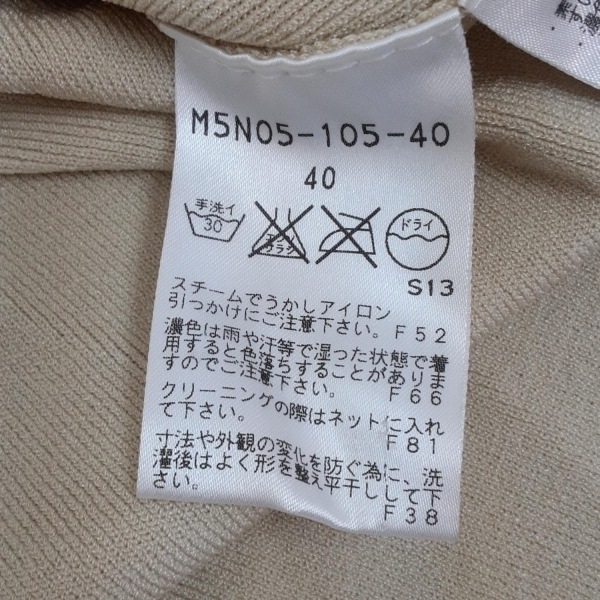 M5N05-105-40
40
手洗イ
30
エンソ
ドライ
S13
スチームでうかしアイロン
引っかけにご注意下さい。F52
濃色は雨や汗等で湿った状態で着
用すると色落ちすることがありま
すのでご注意下さい。 F66
クリーニングの際はネットに入れ
て下さい。 F81
寸法や外観の変化を防ぐ為に、洗
濯後はよく形を整え平干しして下
さい。 F38